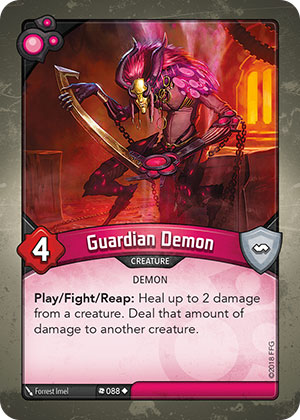 4
Guardian Demon
CREATURE
DEMON
Play/Fight/Reap: Heal up to 2 damage
from a creature. Deal that amount of
damage to another creature.
Forrest Imel
088
©2018 FFG